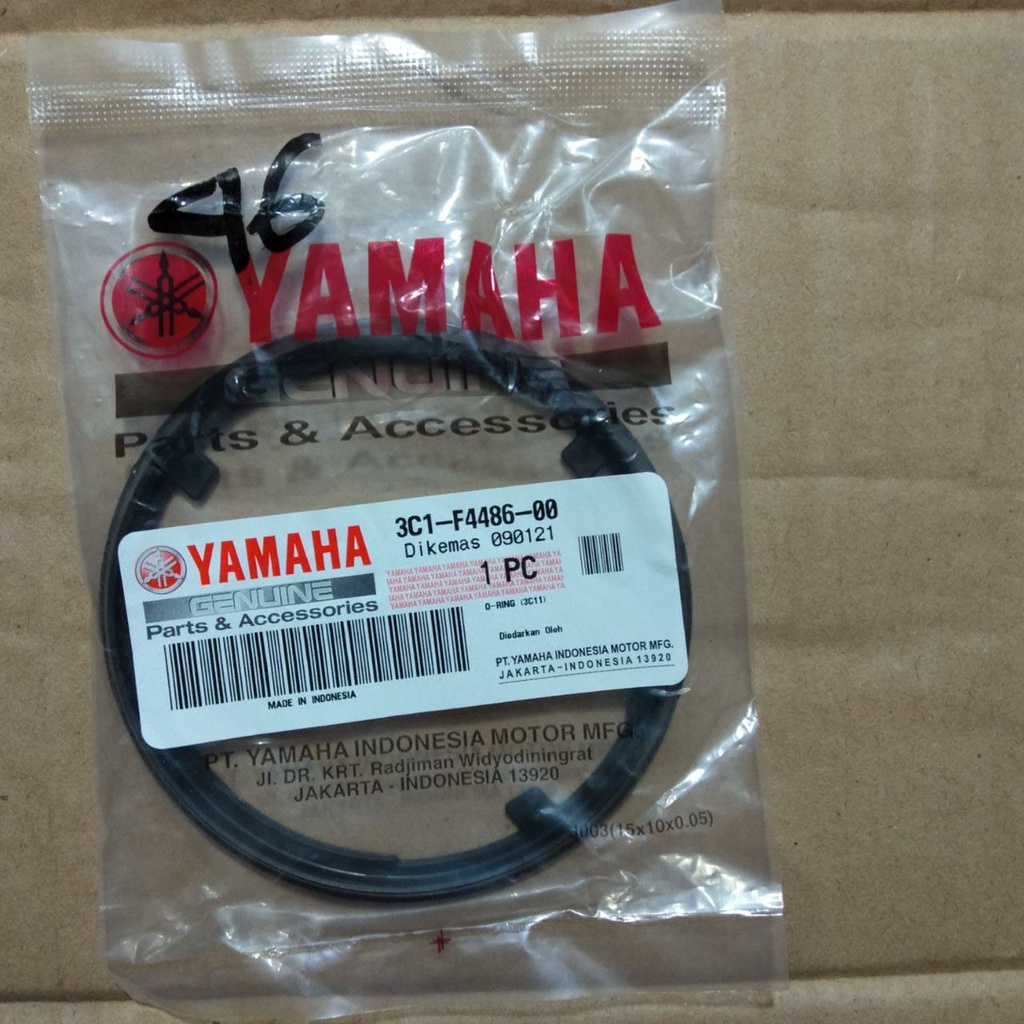 46
YAMAHA
GENUINE
Parts & Accessories
3C1-F4486-00
Dikemas 090121
YAMAHA
1 PC
GENUINE
Parts & Accessories
O-RING (3C11)
Diedarkan Oleh
PT. YAMAHA INDONESIA MOTOR MFG.
JAKARTA-INDONESIA 13920
MADE IN INDONESIA
PT. YAMAHA INDONESIA MOTOR MFG.
Jl. DR. KRT. Radjiman Widyodiningrat
JAKARTA - INDONESIA 13920
(15x10x0.05)